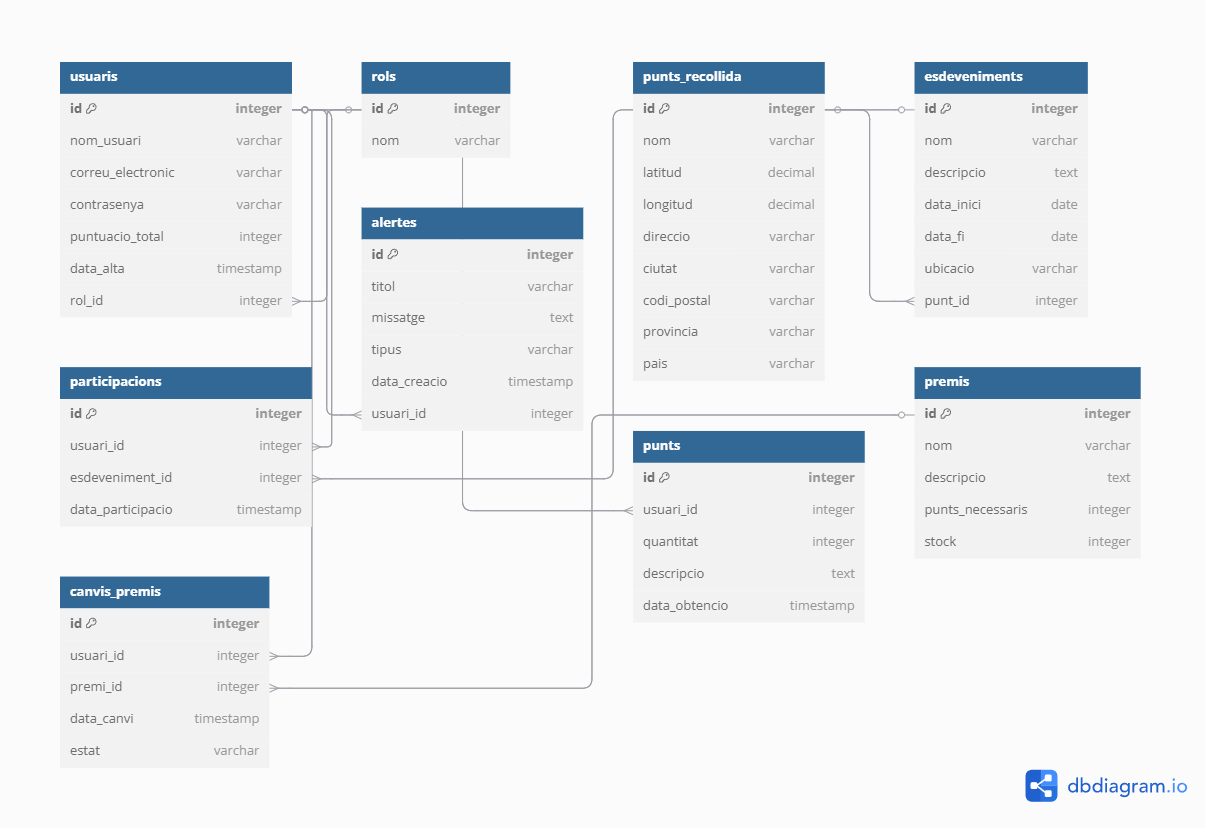 usuaris
id integer
nom_usuari varchar
correu_electronic varchar
contrasenya varchar
puntuacio_total integer
data_alta timestamp
rol_id integer
rols
id integer
nom varchar
alertes
id integer
titol varchar
missatge text
tipus varchar
data_creacio timestamp
usuari_id integer
punts_recollida
id integer
nom varchar
latitud decimal
longitud decimal
direccio varchar
ciutat varchar
codi_postal varchar
provincia varchar
pais varchar
esdeveniments
id integer
nom varchar
descripcio text
data_inici date
data_fi date
ubicacio varchar
punt_id integer
participacions
id integer
usuari_id integer
esdeveniment_id integer
data_participacio timestamp
punts
id integer
usuari_id integer
quantitat integer
descripcio text
data_obtencio timestamp
premis
id integer
nom varchar
descripcio text
punts_necessaris integer
stock integer
canvis_premis
id integer
usuari_id integer
premi_id integer
data_canvi timestamp
estat varchar
dbdiagram.io